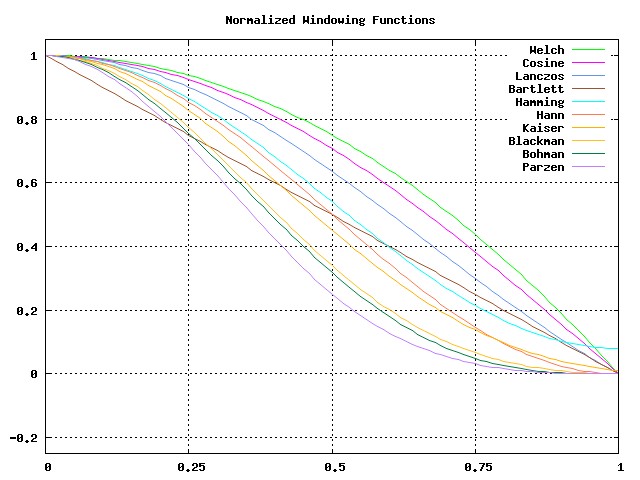 Normalized Windowing Functions
Welch
Cosine
Lanczos
Bartlett
Hamming
Hann
Kaiser
Blackman
Bohman
Parzen
1
0.8
0.6
0.4
0.2
0
-0.2
0 0.25 0.5 0.75 1